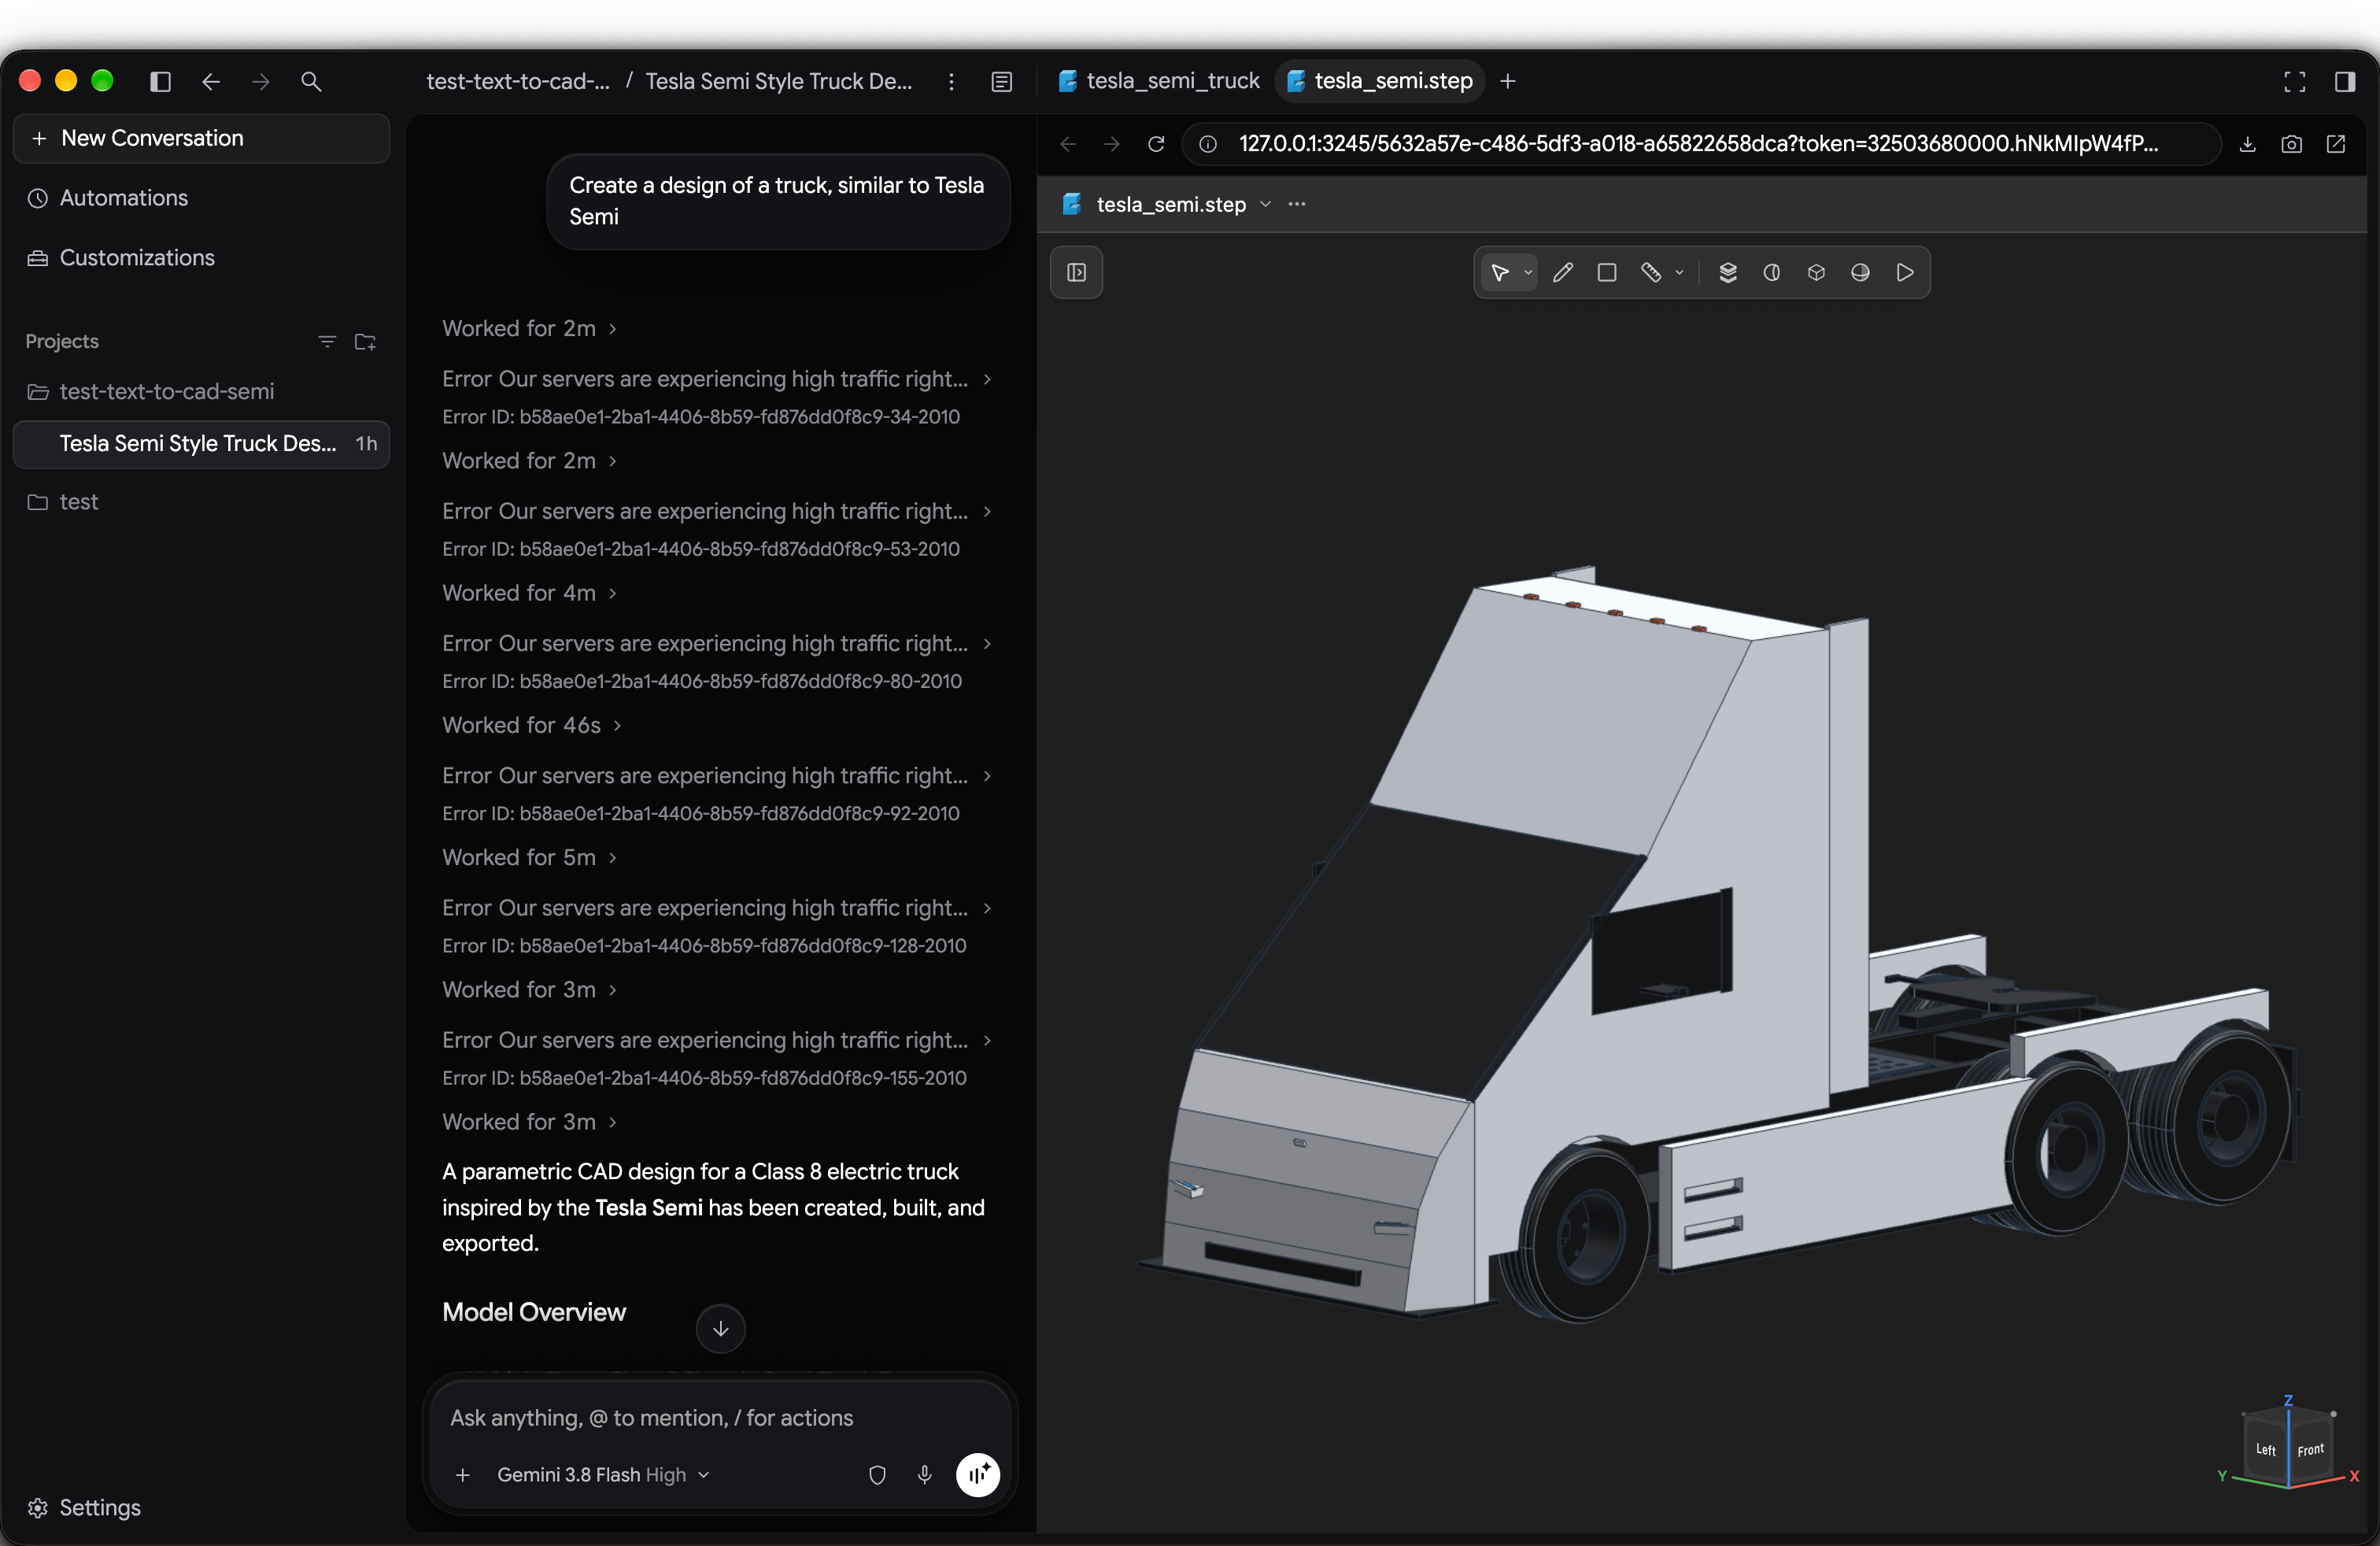 test-text-to-cad-... / Tesla Semi Style Truck De...
tesla_semi_truck
tesla_semi.step
New Conversation
Automations
Customizations
Projects
test-text-to-cad-semi
Tesla Semi Style Truck Des... 1h
test
Settings
Create a design of a truck, similar to Tesla
Semi
Worked for 2m
Error Our servers are experiencing high traffic right...
Error ID: b58ae0e1-2ba1-4406-8b59-fd876dd0f8c9-34-2010
Worked for 2m
Error Our servers are experiencing high traffic right...
Error ID: b58ae0e1-2ba1-4406-8b59-fd876dd0f8c9-53-2010
Worked for 4m
Error Our servers are experiencing high traffic right...
Error ID: b58ae0e1-2ba1-4406-8b59-fd876dd0f8c9-80-2010
Worked for 46s
Error Our servers are experiencing high traffic right...
Error ID: b58ae0e1-2ba1-4406-8b59-fd876dd0f8c9-92-2010
Worked for 5m
Error Our servers are experiencing high traffic right...
Error ID: b58ae0e1-2ba1-4406-8b59-fd876dd0f8c9-128-2010
Worked for 3m
Error Our servers are experiencing high traffic right...
Error ID: b58ae0e1-2ba1-4406-8b59-fd876dd0f8c9-155-2010
Worked for 3m
A parametric CAD design for a Class 8 electric truck
inspired by the Tesla Semi has been created, built, and
exported.
Model Overview
Ask anything, @ to mention, / for actions
Gemini 3.8 Flash High
127.0.0.1:3245/5632a57e-c486-5df3-a018-a65822658dca?token=32503680000.hNkMIpW4fP...
tesla_semi.step
Z
Left
Front
Y
X